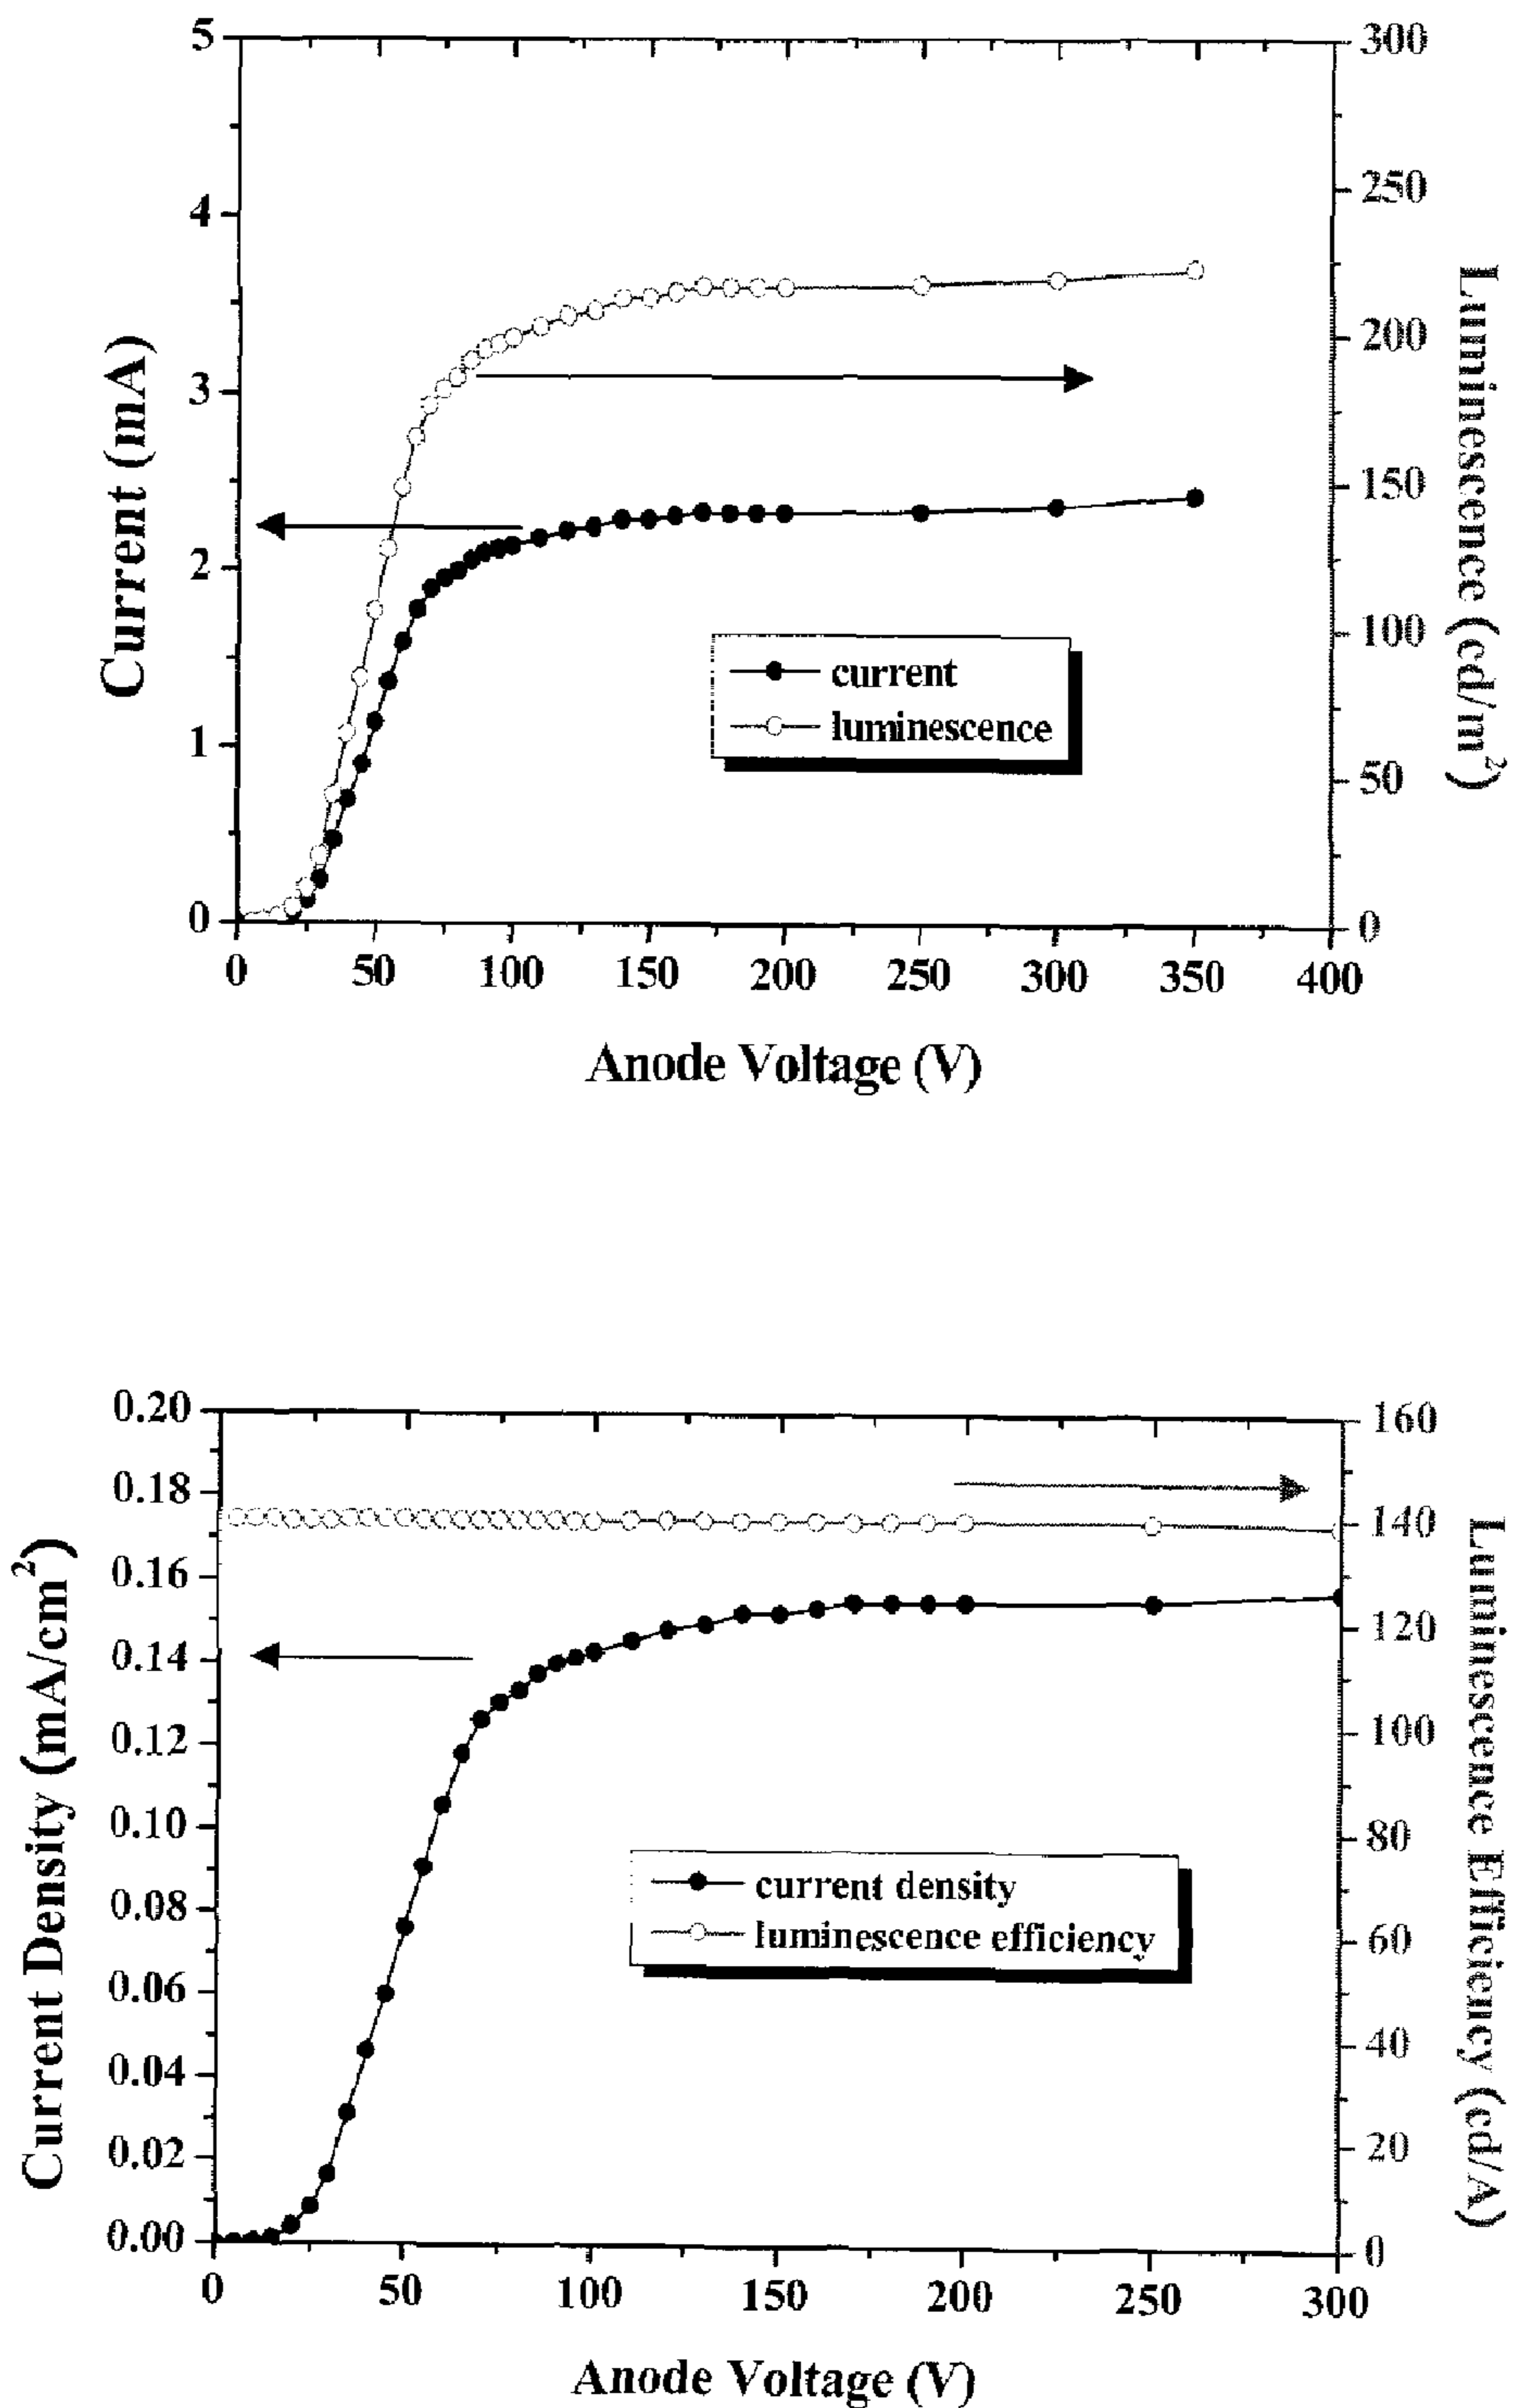 5
4
3
2
1
0
300
250
200
150
100
50
0
Current (mA)
Luminescence (cd/m²)
current
luminescence
0 50 100 150 200 250 300 350 400
Anode Voltage (V)
0.20
0.18
0.16
0.14
0.12
0.10
0.08
0.06
0.04
0.02
0.00
160
140
120
100
80
60
40
20
0
Current Density (mA/cm²)
Luminescence Efficiency (cd/A)
current density
luminescence efficiency
0 50 100 150 200 250 300
Anode Voltage (V)